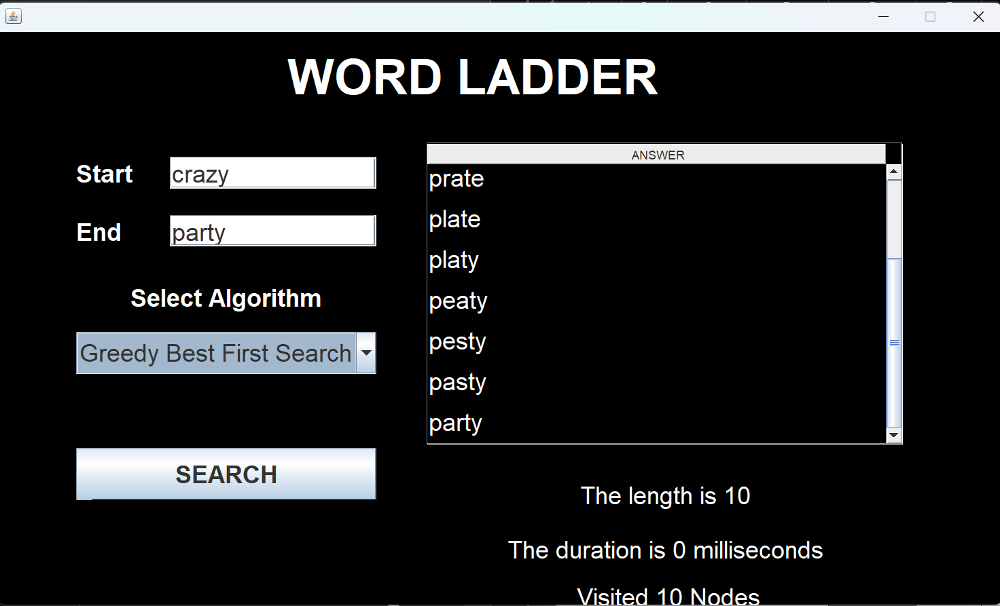 WORD LADDER
Start
crazy
End
party
Select Algorithm
Greedy Best First Search
SEARCH
ANSWER
prate
plate
platy
peaty
pesty
pasty
party
The length is 10
The duration is 0 milliseconds
Visited 10 Nodes